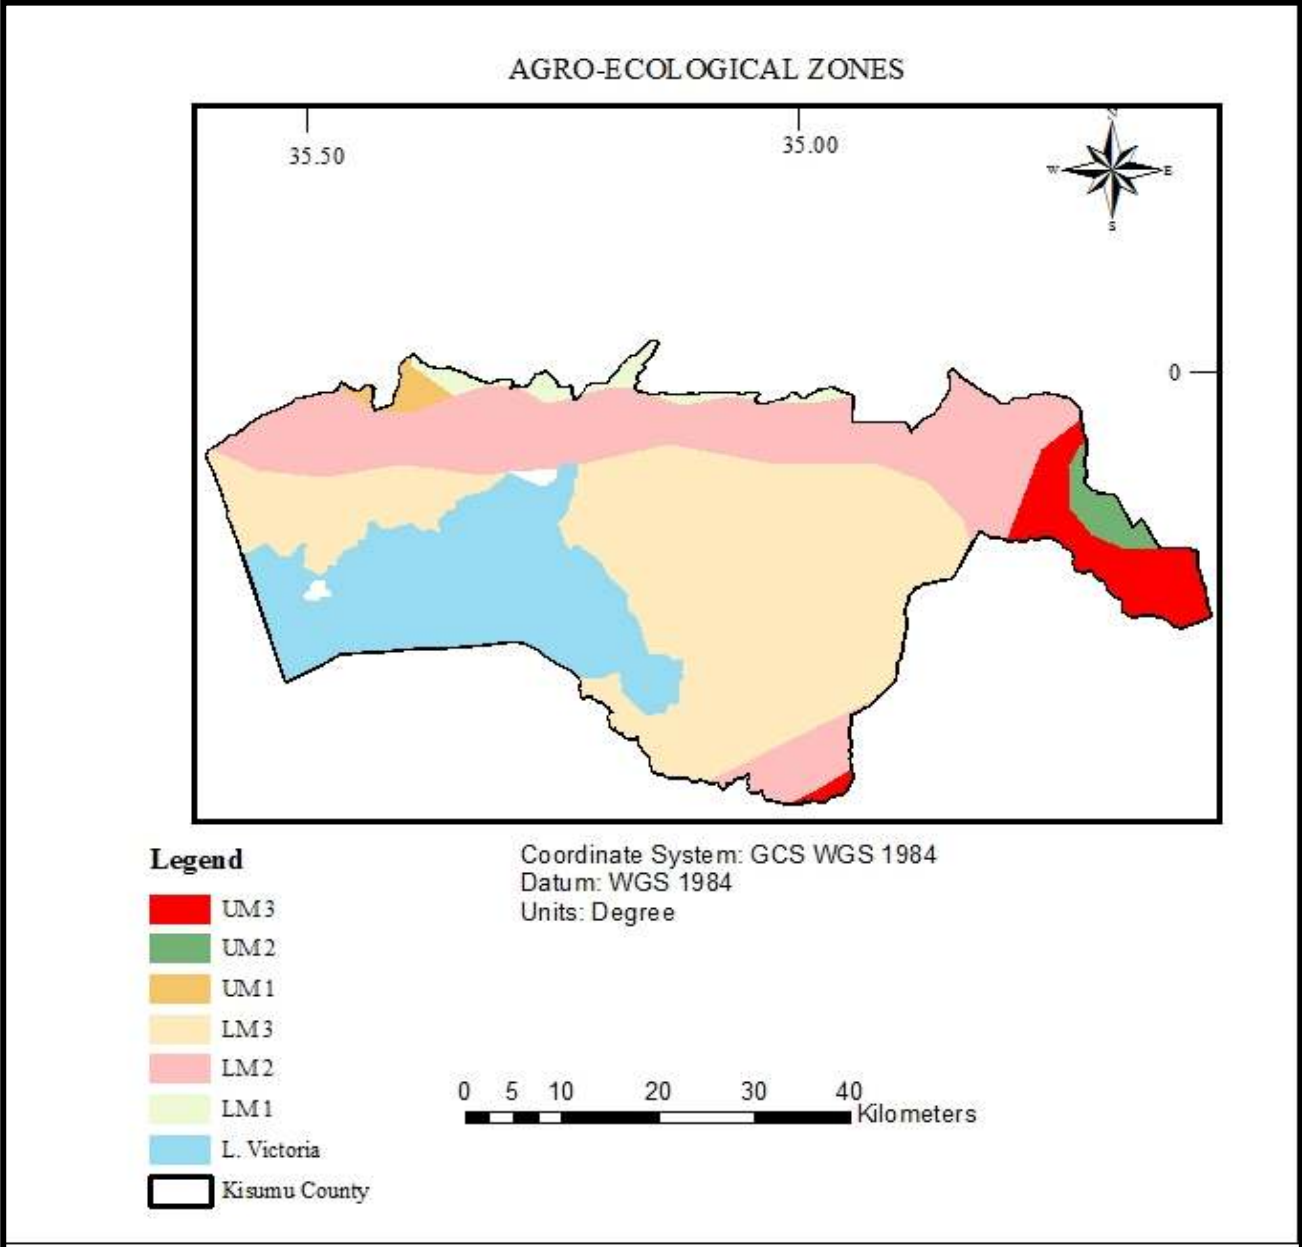 AGRO-ECOLOGICAL ZONES
35.50
35.00
N
W
E
S
0
Legend
UM3
UM2
UM1
LM3
LM2
LM1
L. Victoria
Kisumu County
Coordinate System: GCS WGS 1984
Datum: WGS 1984
Units: Degree
0 5 10 20 30 40
Kilometers